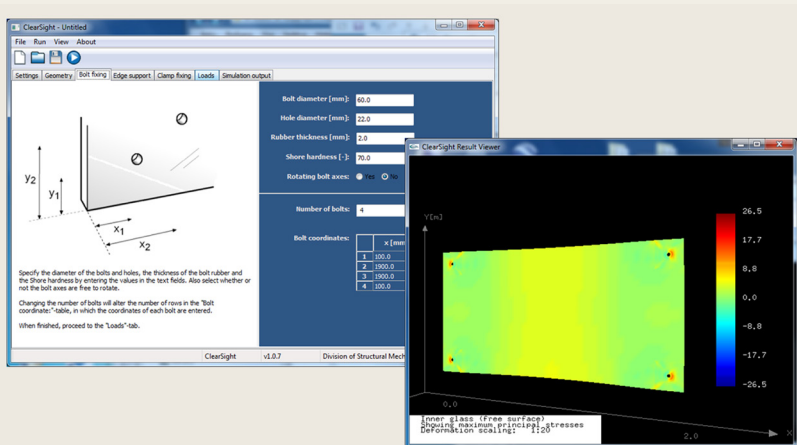 ClearSight - Untitled
File Run View About
Settings Geometry Bolt fixing Edge support Clamp fixing Loads Simulation output
y2
y1
x1
x2
Specify the diameter of the bolts and holes, the thickness of the bolt rubber and
the Shore hardness by entering the values in the text fields. Also select whether or
not the bolt axes are free to rotate.
Changing the number of bolts will alter the number of rows in the "Bolt
coordinate:"-table, in which the coordinates of each bolt are entered.
When finished, proceed to the "Loads"-tab.
Bolt diameter [mm]: 60.0
Hole diameter [mm]: 22.0
Rubber thickness [mm]: 2.0
Shore hardness [-]: 70.0
Rotating bolt axes: Yes No
Number of bolts: 4
Bolt coordinates:
x [mm
1 100.0
2 1900.0
3 1900.0
4 100.0
ClearSight v1.0.7 Division of Structural Mech
ClearSight Result Viewer
Y[m]
26.5
17.7
8.8
0.0
-8.8
-17.7
-26.5
0.0
2.0
X
Inner glass (free surface)
Showing maximum principal stresses
Deformation scaling: 1:20